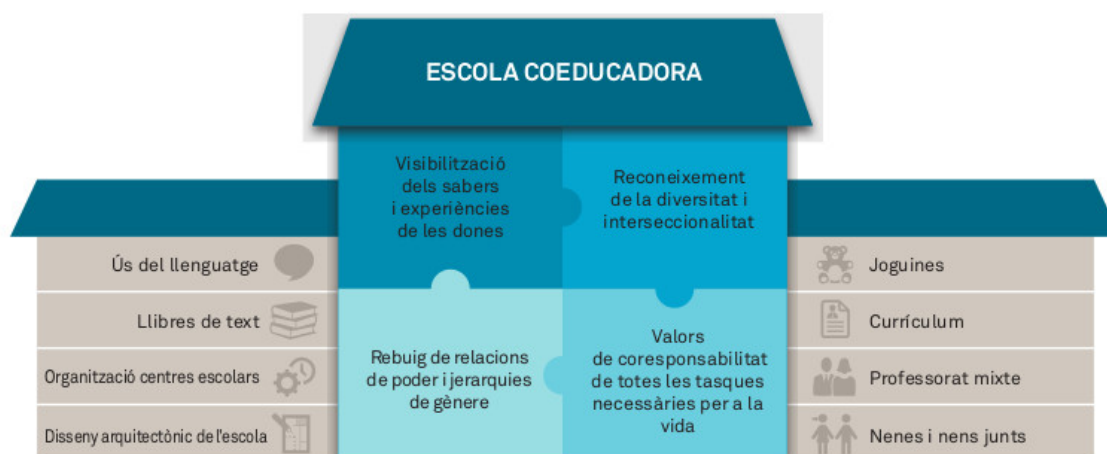 ESCOLA COEDUCADORA
Visibilització
dels sabers
i experiències
de les dones
Reconeixement
de la diversitat i
interseccionalitat
Rebuig de relacions
de poder i jerarquies
de gènere
Valors
de coresponsabilitat
de totes les tasques
necessàries per a la
vida
Ús del llenguatge
Llibres de text
Organització centres escolars
Disseny arquitectònic de l'escola
Joguines
Currículum
Professorat mixte
Nenes i nens junts